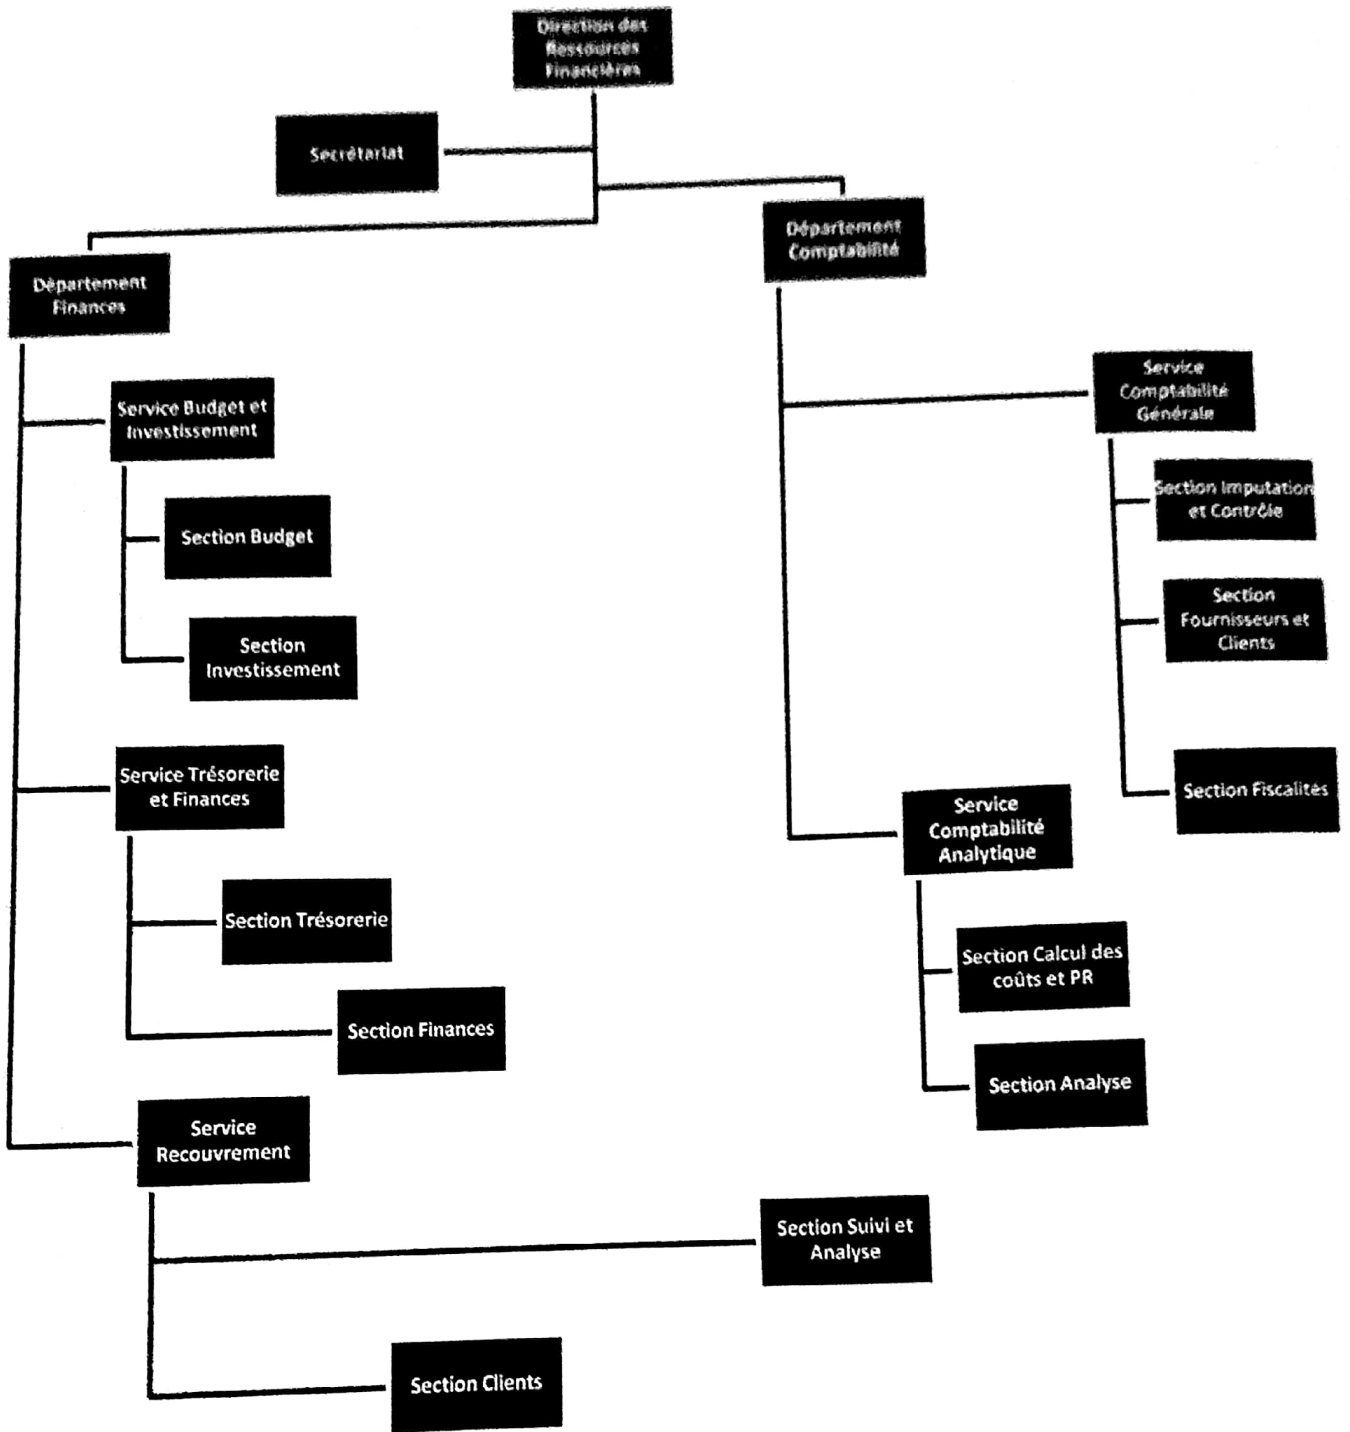 Direction des
Ressources
Financières
Secrétariat
Département
Comptabilité
Département
Finances
Service
Comptabilité
Générale
Service Budget et
Investissement
Section Imputation
et Contrôle
Section Budget
Section
Fournisseurs et
Clients
Section
Investissement
Service Trésorerie
et Finances
Section Fiscalités
Service
Comptabilité
Analytique
Section Trésorerie
Section Calcul des
coûts et PR
Section Finances
Section Analyse
Service
Recouvrement
Section Suivi et
Analyse
Section Clients